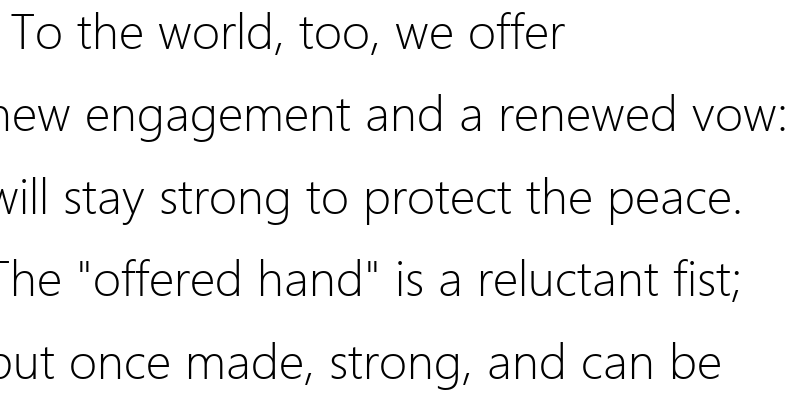 To the world, too, we offer
new engagement and a renewed vow:
will stay strong to protect the peace.
The "offered hand" is a reluctant fist;
but once made, strong, and can be